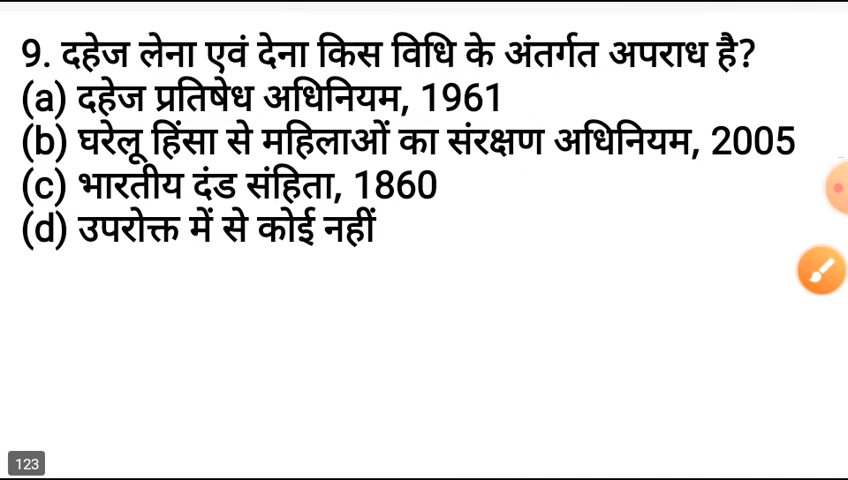 9. दहेज लेना एवं देना किस विधि के अंतर्गत अपराध है?
(a) दहेज प्रतिषेध अधिनियम, 1961
(b) घरेलू हिंसा से महिलाओं का संरक्षण अधिनियम, 2005
(c) भारतीय दंड संहिता, 1860
(d) उपरोक्त में से कोई नहीं
123